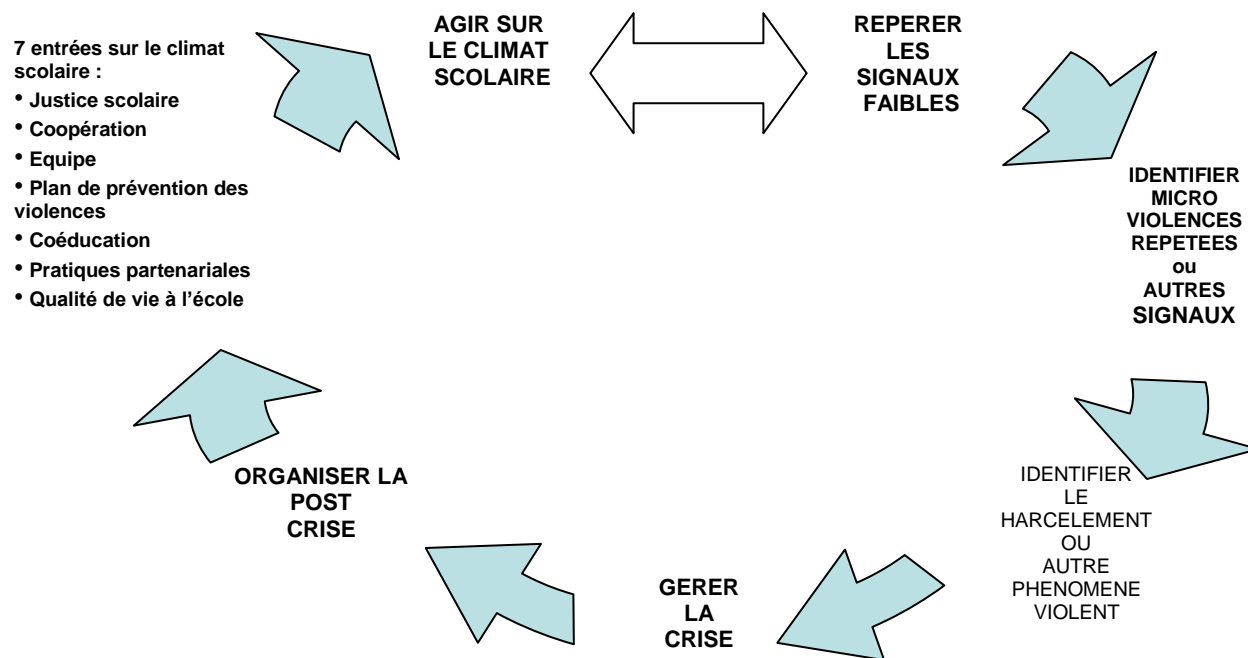 7 entrées sur le climat
scolaire :
• Justice scolaire
• Coopération
• Equipe
• Plan de prévention des
violences
• Coéducation
• Pratiques partenariales
• Qualité de vie à l’école
AGIR SUR
LE CLIMAT
SCOLAIRE
REPERER
LES
SIGNAUX
FAIBLES
IDENTIFIER
MICRO
VIOLENCES
REPETEES
ou
AUTRES
SIGNAUX
IDENTIFIER
LE
HARCELEMENT
OU
AUTRE
PHENOMENE
VIOLENT
GERER
LA
CRISE
ORGANISER LA
POST
CRISE